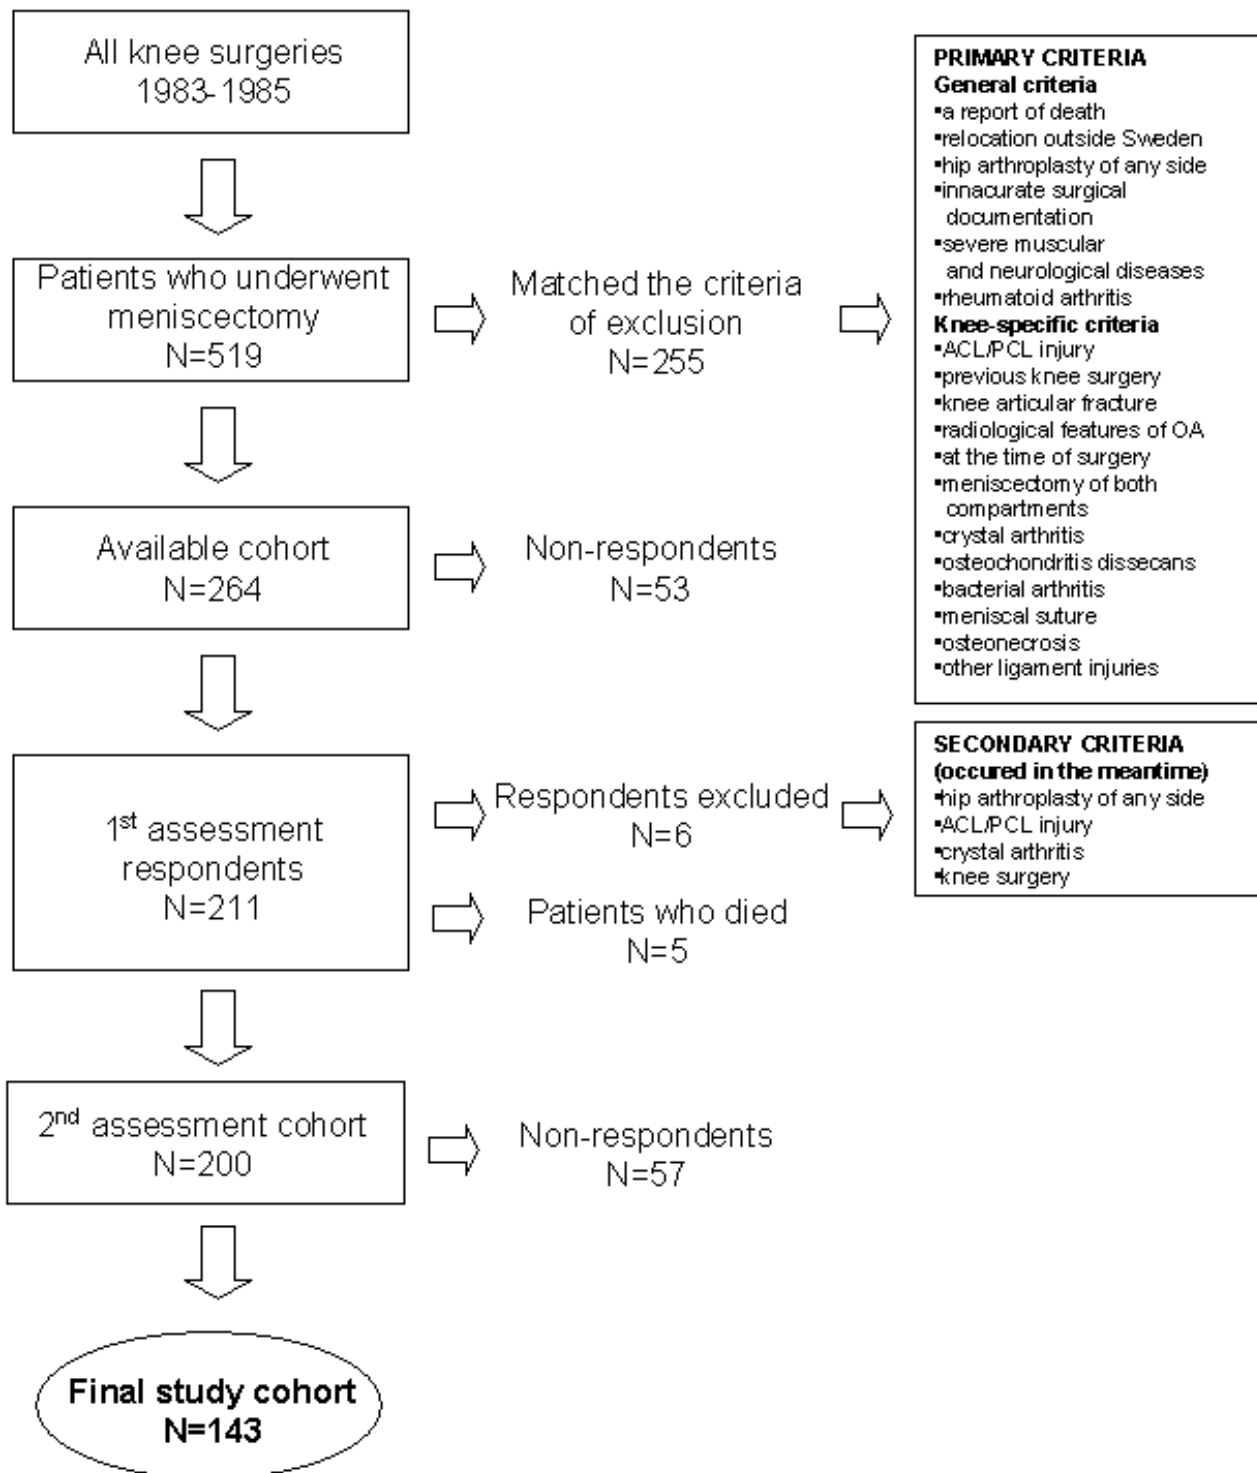 All knee surgeries
1983-1985
Patients who underwent
meniscectomy
N=519
Matched the criteria
of exclusion
N=255
PRIMARY CRITERIA
General criteria
▪a report of death
▪relocation outside Sweden
▪hip arthroplasty of any side
▪innacurate surgical
documentation
▪severe muscular
and neurological diseases
▪rheumatoid arthritis
Knee-specific criteria
▪ACL/PCL injury
▪previous knee surgery
▪knee articular fracture
▪radiological features of OA
▪at the time of surgery
▪meniscectomy of both
compartments
▪crystal arthritis
▪osteochondritis dissecans
▪bacterial arthritis
▪meniscal suture
▪osteonecrosis
▪other ligament injuries
Available cohort
N=264
Non-respondents
N=53
1st assessment
respondents
N=211
Respondents excluded
N=6
SECONDARY CRITERIA
(occured in the meantime)
▪hip arthroplasty of any side
▪ACL/PCL injury
▪crystal arthritis
▪knee surgery
Patients who died
N=5
2nd assessment cohort
N=200
Non-respondents
N=57
Final study cohort
N=143